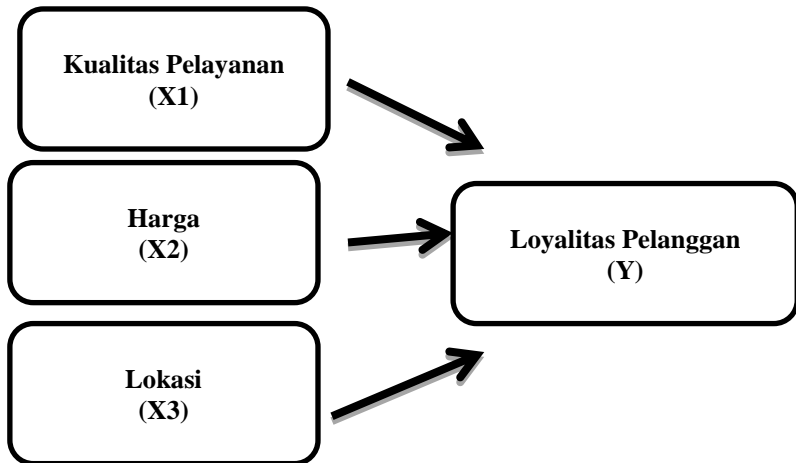 Kualitas Pelayanan
(X1)
Harga
(X2)
Loyalitas Pelanggan
(Y)
Lokasi
(X3)